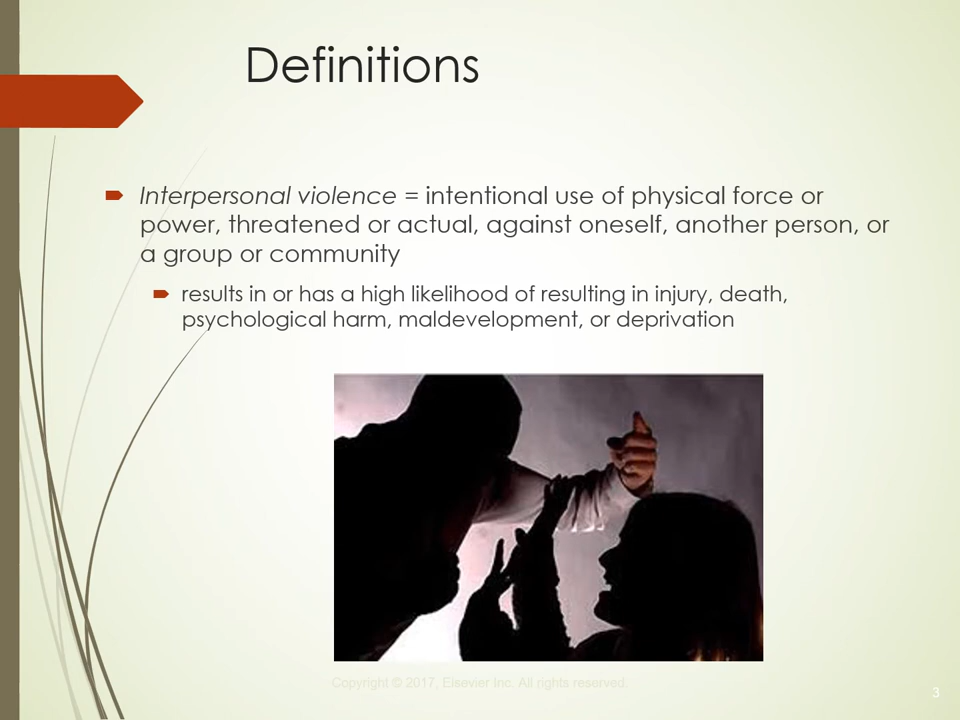 Definitions
Interpersonal violence = intentional use of physical force or
power, threatened or actual, against oneself, another person, or
a group or community
results in or has a high likelihood of resulting in injury, death,
psychological harm, maldevelopment, or deprivation
Copyright © 2017, Elsevier Inc. All rights reserved.
3